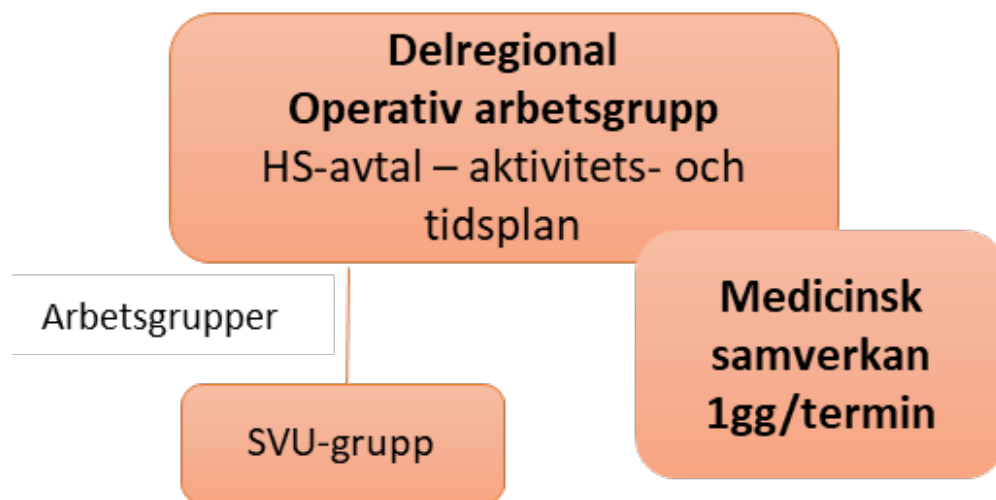 Delregional
Operativ arbetsgrupp
HS-avtal – aktivitets- och
tidsplan
Arbetsgrupper
Medicinsk
samverkan
1gg/termin
SVU-grupp